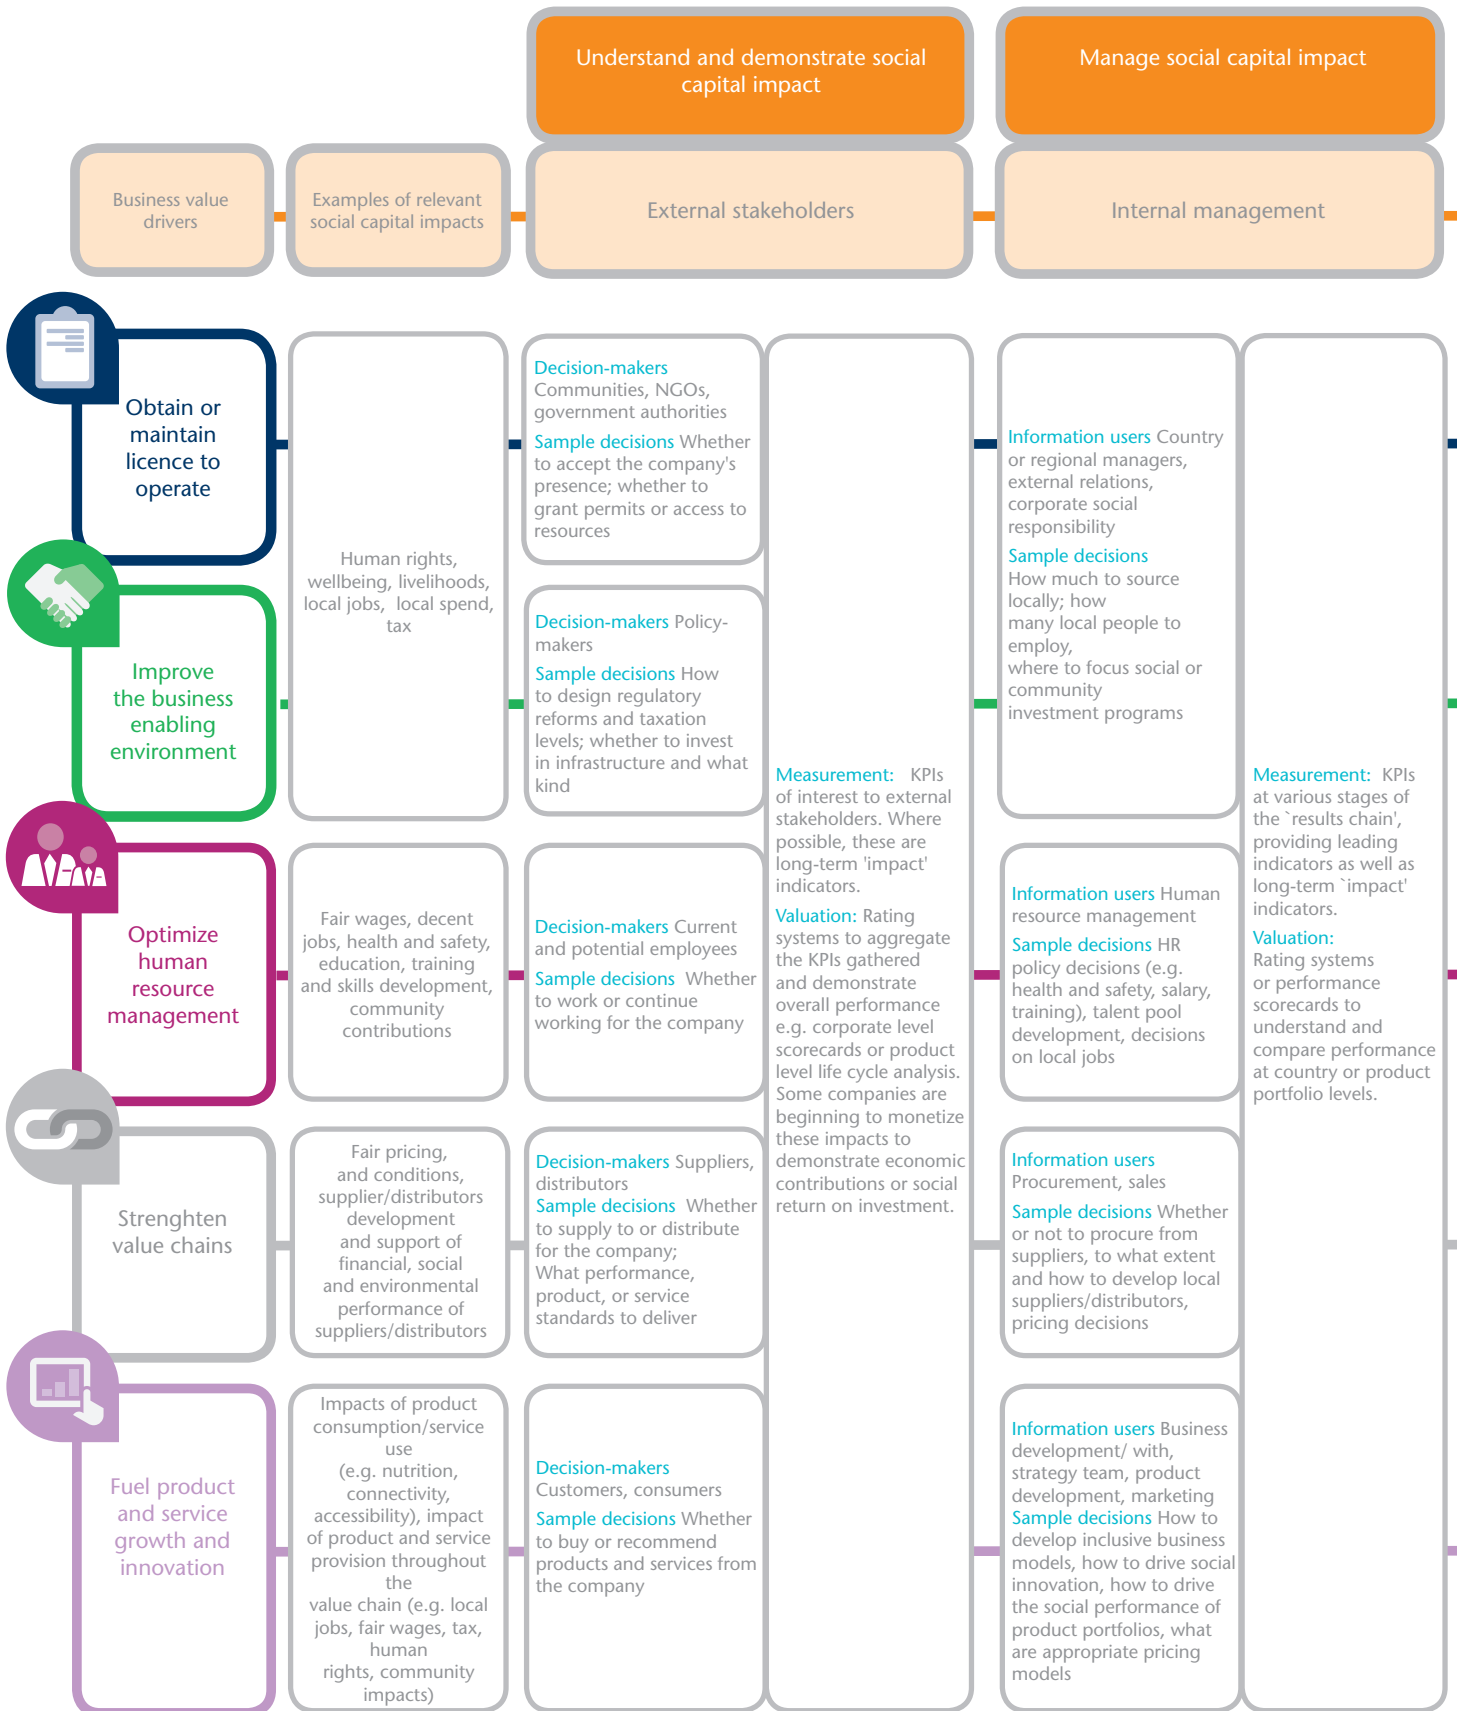 Understand and demonstrate social
capital impact
Manage social capital impact
Business value
drivers
Examples of relevant
social capital impacts
External stakeholders
Internal management
Obtain or
maintain
licence to
operate
Improve
the business
enabling
environment
Human rights,
wellbeing, livelihoods,
local jobs, local spend,
tax
Decision-makers
Communities, NGOs,
government authorities
Sample decisions Whether
to accept the company's
presence; whether to
grant permits or access to
resources
Decision-makers Policy-
makers
Sample decisions How
to design regulatory
reforms and taxation
levels; whether to invest
in infrastructure and what
kind
Measurement: KPIs
of interest to external
stakeholders. Where
possible, these are
long-term 'impact'
indicators.
Valuation: Rating
systems to aggregate
the KPIs gathered
and demonstrate
overall performance
e.g. corporate level
scorecards or product
level life cycle analysis.
Some companies are
beginning to monetize
these impacts to
demonstrate economic
contributions or social
return on investment.
Information users Country
or regional managers,
external relations,
corporate social
responsibility
Sample decisions
How much to source
locally; how
many local people to
employ,
where to focus social or
community
investment programs
Measurement: KPIs
at various stages of
the `results chain',
providing leading
indicators as well as
long-term `impact'
indicators.
Valuation:
Rating systems
or performance
scorecards to
understand and
compare performance
at country or product
portfolio levels.
Optimize
human
resource
management
Fair wages, decent
jobs, health and safety,
education, training
and skills development,
community
contributions
Decision-makers Current
and potential employees
Sample decisions Whether
to work or continue
working for the company
Information users Human
resource management
Sample decisions HR
policy decisions (e.g.
health and safety, salary,
training), talent pool
development, decisions
on local jobs
Strenghten
value chains
Fair pricing,
and conditions,
supplier/distributors
development
and support of
financial, social
and environmental
performance of
suppliers/distributors
Decision-makers Suppliers,
distributors
Sample decisions Whether
to supply to or distribute
for the company;
What performance,
product, or service
standards to deliver
Information users
Procurement, sales
Sample decisions Whether
or not to procure from
suppliers, to what extent
and how to develop local
suppliers/distributors,
pricing decisions
Fuel product
and service
growth and
innovation
Impacts of product
consumption/service
use
(e.g. nutrition,
connectivity,
accessibility), impact
of product and service
provision throughout
the
value chain (e.g. local
jobs, fair wages, tax,
human
rights, community
impacts)
Decision-makers
Customers, consumers
Sample decisions Whether
to buy or recommend
products and services from
the company
Information users Business
development/ with,
strategy team, product
development, marketing
Sample decisions How to
develop inclusive business
models, how to drive social
innovation, how to drive
the social performance of
product portfolios, what
are appropriate pricing
models